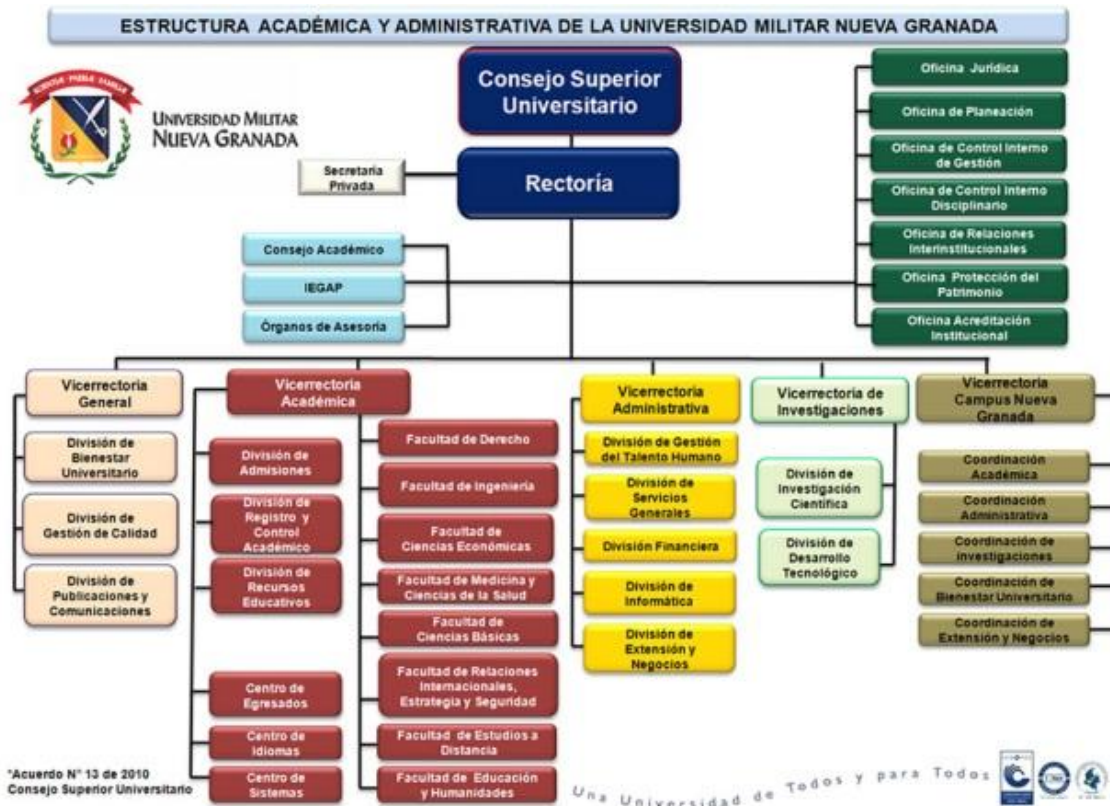 ESTRUCTURA ACADÉMICA Y ADMINISTRATIVA DE LA UNIVERSIDAD MILITAR NUEVA GRANADA
UNIVERSIDAD MILITAR
NUEVA GRANADA
Consejo Superior
Universitario
Secretaria
Privada
Rectoría
Oficina Jurídica
Oficina de Planeación
Oficina de Control Interno
de Gestión
Oficina de Control Interno
Disciplinario
Oficina de Relaciones
Interinstitucionales
Oficina Protección del
Patrimonio
Oficina Acreditación
Institucional
Consejo Académico
IEGAP
Órganos de Asesoría
Vicerrectoria
General
División de
Bienestar
Universitario
División de
Gestión de Calidad
División de
Publicaciones y
Comunicaciones
Vicerrectoria
Académica
División de
Admisiones
División de
Registro y
Control
Académico
División de
Recursos
Educativos
Centro de
Egresados
Centro de
Idiomas
Centro de
Sistemas
Facultad de Derecho
Facultad de Ingeniería
Facultad de
Ciencias Económicas
Facultad de Medicina y
Ciencias de la Salud
Facultad de
Ciencias Básicas
Facultad de Relaciones
Internacionales,
Estrategia y Seguridad
Facultad de Estudios a
Distancia
Facultad de Educación
y Humanidades
Vicerrectoria
Administrativa
División de Gestión
del Talento Humano
División de
Servicios
Generales
División Financiera
División de
Informática
División de
Extensión y
Negocios
Vicerrectoria de
Investigaciones
División de
Investigación
Científica
División de
Desarrollo
Tecnológico
Vicerrectoria
Campus Nueva
Granada
Coordinación
Académica
Coordinación
Administrativa
Coordinación de
investigaciones
Coordinación de
Bienestar Universitario
Coordinación de
Extensión y Negocios
"Acuerdo N° 13 de 2010
Consejo Superior Universitario
Una Universidad de Todos y para Todos